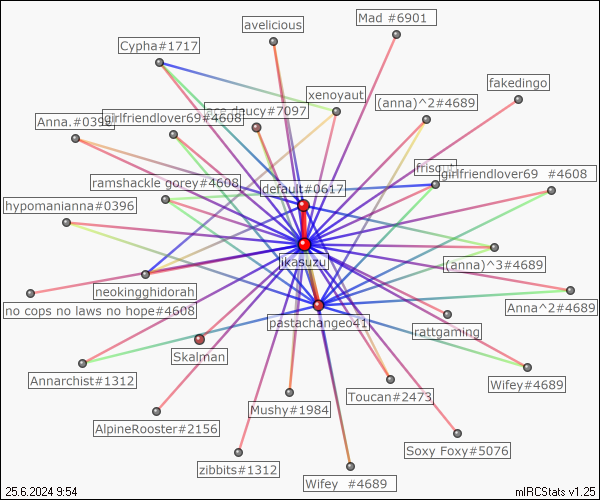 avelicious
Mad #6901
Cypha#1717
fakedingo
xenoyaut
(anna)^2#4689
ace daucy#7097
girlfriendlover69#4608
Anna.#0396
frisc
girlfriendlover69 #4608
ramshackle gorey#4608
default#0617
hypomanianna#0396
likasuzu
(anna)^3#4689
neokingghidorah
no cops no laws no hope#4608
Anna^2#4689
pastachangeo41
rattgaming
Skalman
Annarchist#1312
Wifey#4689
Toucan#2473
Mushy#1984
AlpineRooster#2156
Soxy Foxy#5076
zibbits#1312
Wifey #4689
25.6.2024 9:54
mIRCStats v1.25